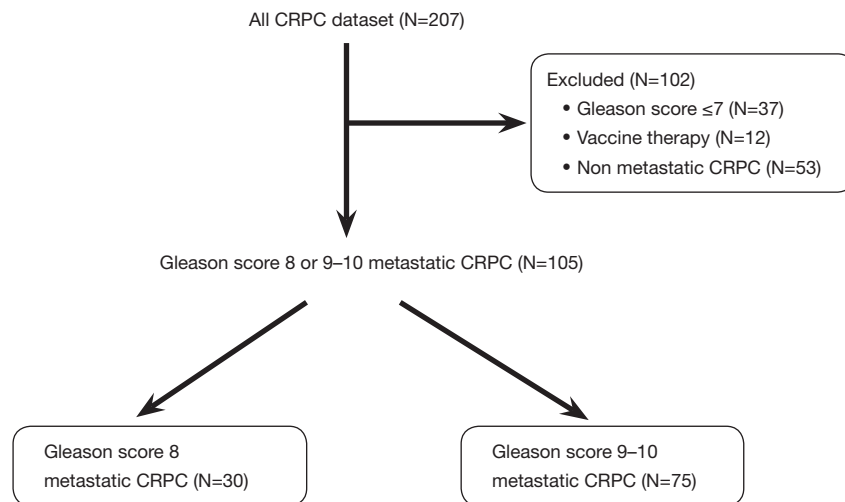 All CRPC dataset (N=207)
Excluded (N=102)
• Gleason score ≤7 (N=37)
• Vaccine therapy (N=12)
• Non metastatic CRPC (N=53)
Gleason score 8 or 9–10 metastatic CRPC (N=105)
Gleason score 8
metastatic CRPC (N=30)
Gleason score 9–10
metastatic CRPC (N=75)